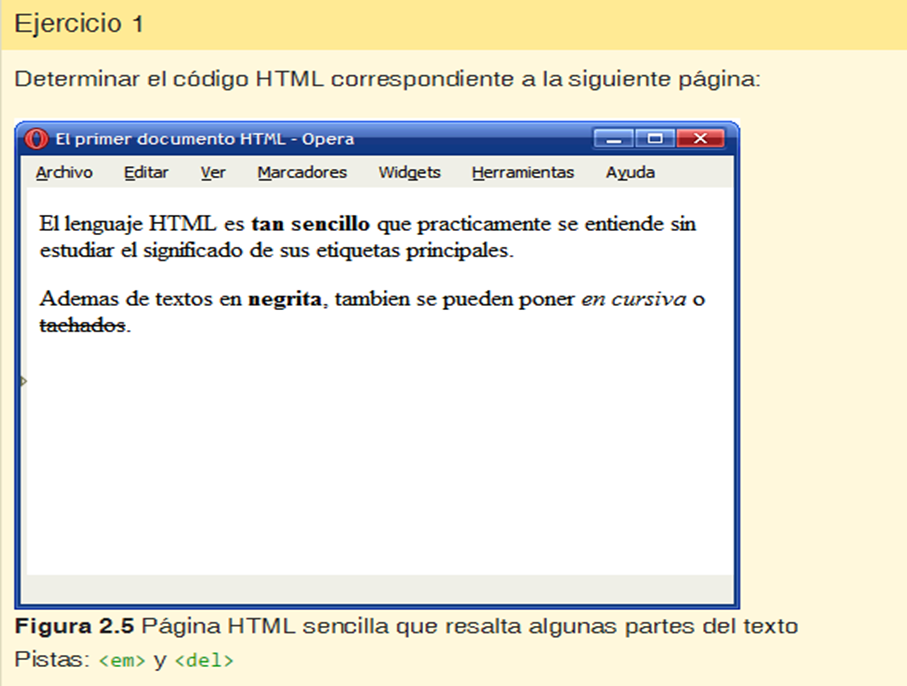 Ejercicio 1
Determinar el código HTML correspondiente a la siguiente página:
El primer documento HTML - Opera
Archivo Editar Ver Marcadores Widgets Herramientas Ayuda
El lenguaje HTML es tan sencillo que practicamente se entiende sin
estudiar el significado de sus etiquetas principales.
Ademas de textos en negrita, tambien se pueden poner en cursiva o
tachados.
Figura 2.5 Página HTML sencilla que resalta algunas partes del texto
Pistas: <em> y <del>